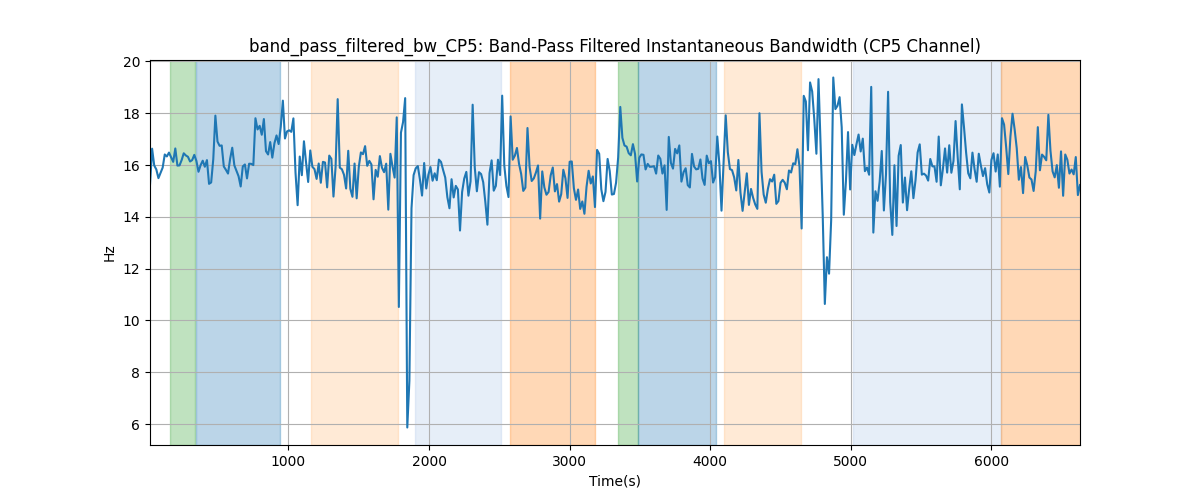 band_pass_filtered_bw_CP5: Band-Pass Filtered Instantaneous Bandwidth (CP5 Channel)
20
18
16
14
12
10
8
6
Hz
1000 2000 3000 4000 5000 6000
Time(s)